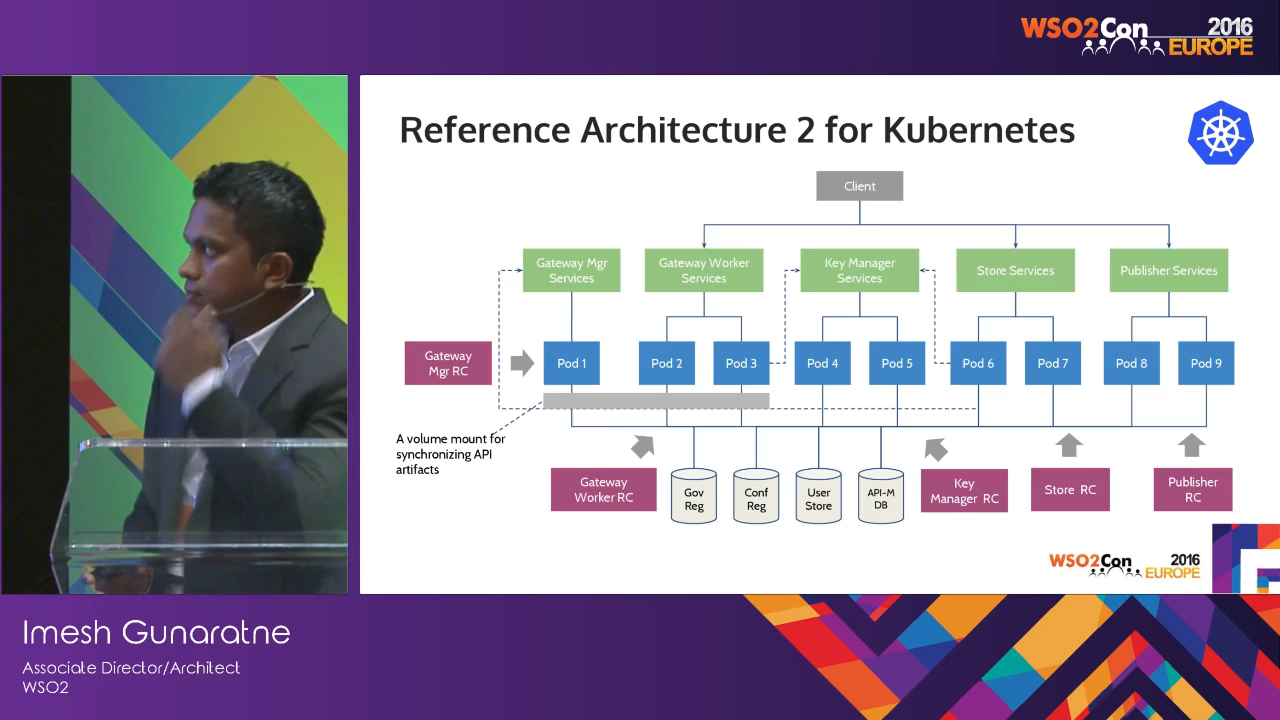 WSO2Con 2016
EUROPE
Reference Architecture 2 for Kubernetes
Client
Gateway Mgr
Services
Gateway Worker
Services
Key Manager
Services
Store Services
Publisher Services
Gateway
Mgr RC
Pod 1
Pod 2
Pod 3
Pod 4
Pod 5
Pod 6
Pod 7
Pod 8
Pod 9
A volume mount for
synchronizing API
artifacts
Gateway
Worker RC
Gov
Reg
Conf
Reg
User
Store
API-M
DB
Key
Manager RC
Store RC
Publisher
RC
WSO2Con 2016
EUROPE
Imesh Gunaratne
Associate Director/Architect
WSO2